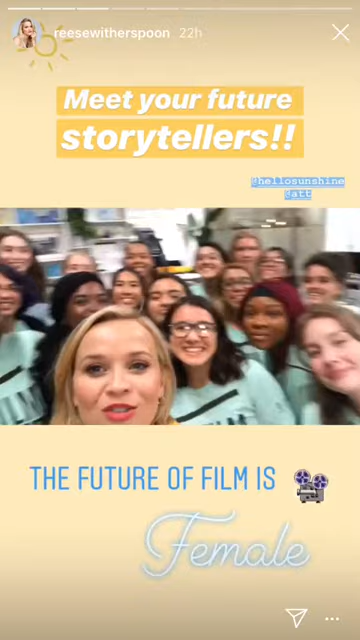 reesewitherspoon 22h
Meet your future
storytellers!!
@hellosunshine
@att
THE FUTURE OF FILM IS
Female